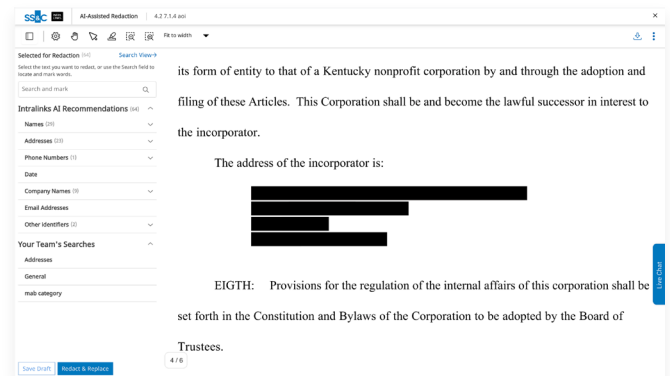 SS&C
AI-Assisted Redaction
4.2 7.1.4 aoi
Fit to width
Selected for Redaction (64)
Search View
Select the text you want to redact, or use the Search field to
locate and mark words.
Search and mark
Intralinks AI Recommendations (64)
Names (29)
Addresses (23)
Phone Numbers (1)
Date
Company Names (9)
Email Addresses
Other Identifiers (2)
Your Team's Searches
Addresses
General
mab category
Save Draft
Redact & Replace
its form of entity to that of a Kentucky nonprofit corporation by and through the adoption and
filing of these Articles. This Corporation shall be and become the lawful successor in interest to
the incorporator.
The address of the incorporator is:
EIGTH: Provisions for the regulation of the internal affairs of this corporation shall be
set forth in the Constitution and Bylaws of the Corporation to be adopted by the Board of
Trustees.
4 / 6
Live Chat